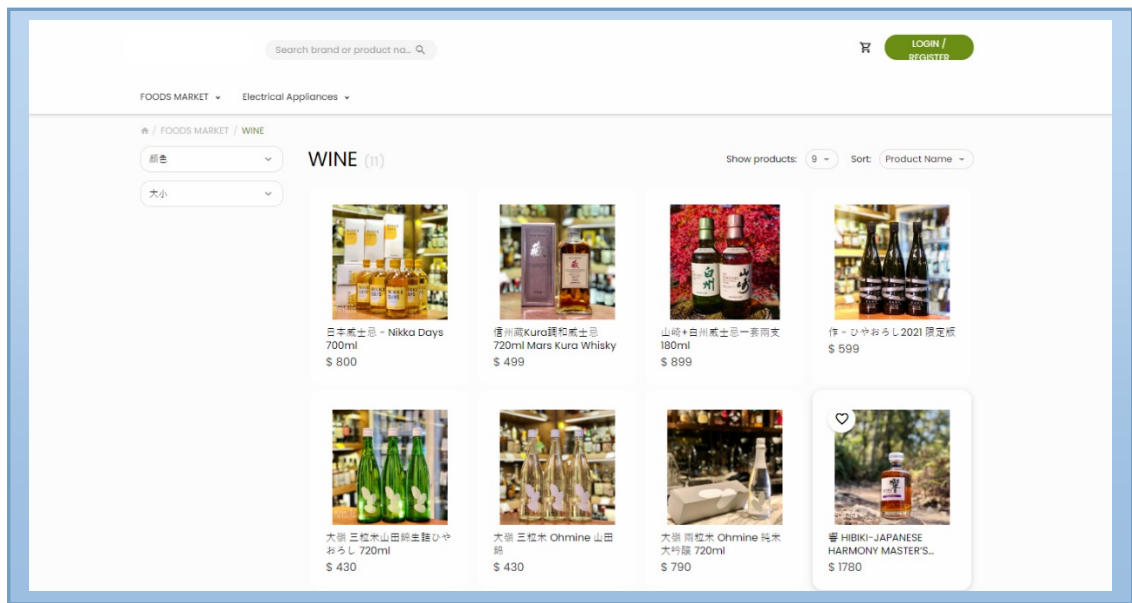 Search brand or product na...
LOGIN /
REGISTER
FOODS MARKET
Electrical Appliances
/ FOODS MARKET / WINE
顏色
大小
WINE (11)
Show products: 9
Sort: Product Name
日本威士忌 - Nikka Days
700ml
$ 800
信州蔵Kura調和威士忌
720ml Mars Kura Whisky
$ 499
山崎+白州威士忌一套兩支
180ml
$ 899
作 - ひやおろし2021 限定版
$ 599
大嶺 三粒米山田錦生詰ひや
おろし 720ml
$ 430
大嶺 三粒米 Ohmine 山田
錦
$ 430
大嶺 兩粒米 Ohmine 純米
大吟釀 720ml
$ 790
響 HIBIKI-JAPANESE
HARMONY MASTER'S...
$ 1780